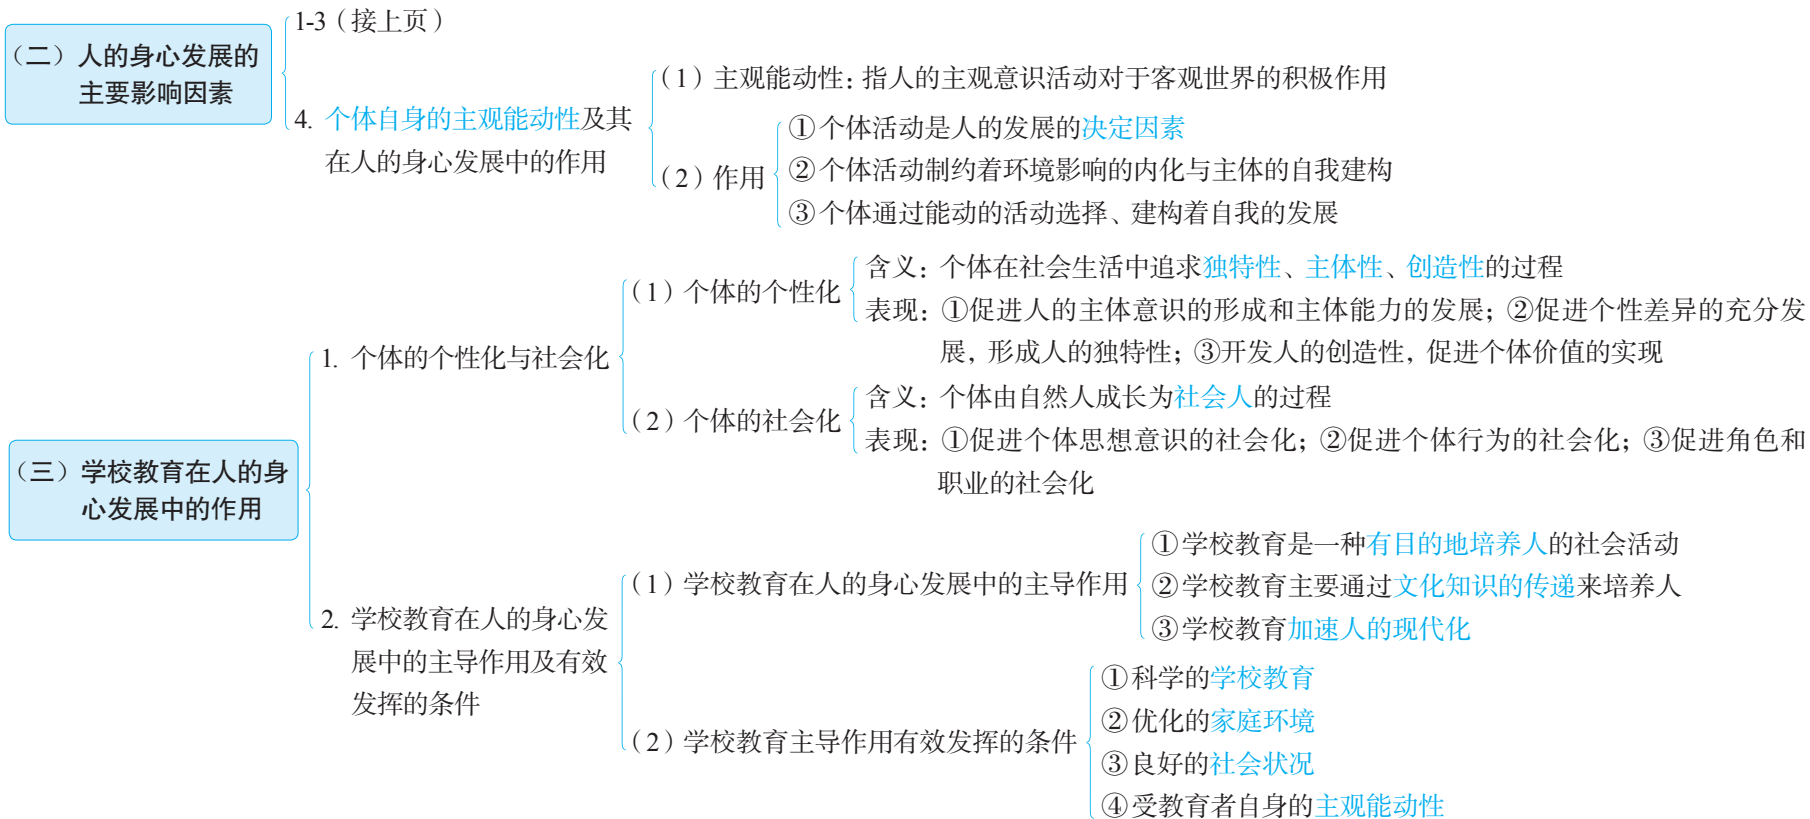 （二）人的身心发展的
主要影响因素
1-3（接上页）
4. 个体自身的主观能动性及其
在人的身心发展中的作用
（1）主观能动性：指人的主观意识活动对于客观世界的积极作用
（2）作用
①个体活动是人的发展的决定因素
②个体活动制约着环境影响的内化与主体的自我建构
③个体通过能动的活动选择、建构着自我的发展
（三）学校教育在人的身
心发展中的作用
1. 个体的个性化与社会化
（1）个体的个性化
含义：个体在社会生活中追求独特性、主体性、创造性的过程
表现：①促进人的主体意识的形成和主体能力的发展；②促进个性差异的充分发
展，形成人的独特性；③开发人的创造性，促进个体价值的实现
（2）个体的社会化
含义：个体由自然人成长为社会人的过程
表现：①促进个体思想意识的社会化；②促进个体行为的社会化；③促进角色和
职业的社会化
2. 学校教育在人的身心发
展中的主导作用及有效
发挥的条件
（1）学校教育在人的身心发展中的主导作用
①学校教育是一种有目的地培养人的社会活动
②学校教育主要通过文化知识的传递来培养人
③学校教育加速人的现代化
（2）学校教育主导作用有效发挥的条件
①科学的学校教育
②优化的家庭环境
③良好的社会状况
④受教育者自身的主观能动性